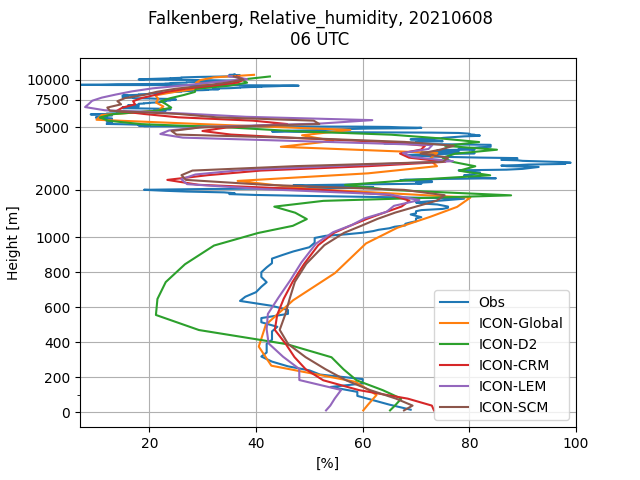 Falkenberg, Relative_humidity, 20210608
06 UTC
10000
7500
5000
2000
1000
800
600
400
200
0
Height [m]
20
40
60
80
100
[%]
Obs
ICON-Global
ICON-D2
ICON-CRM
ICON-LEM
ICON-SCM